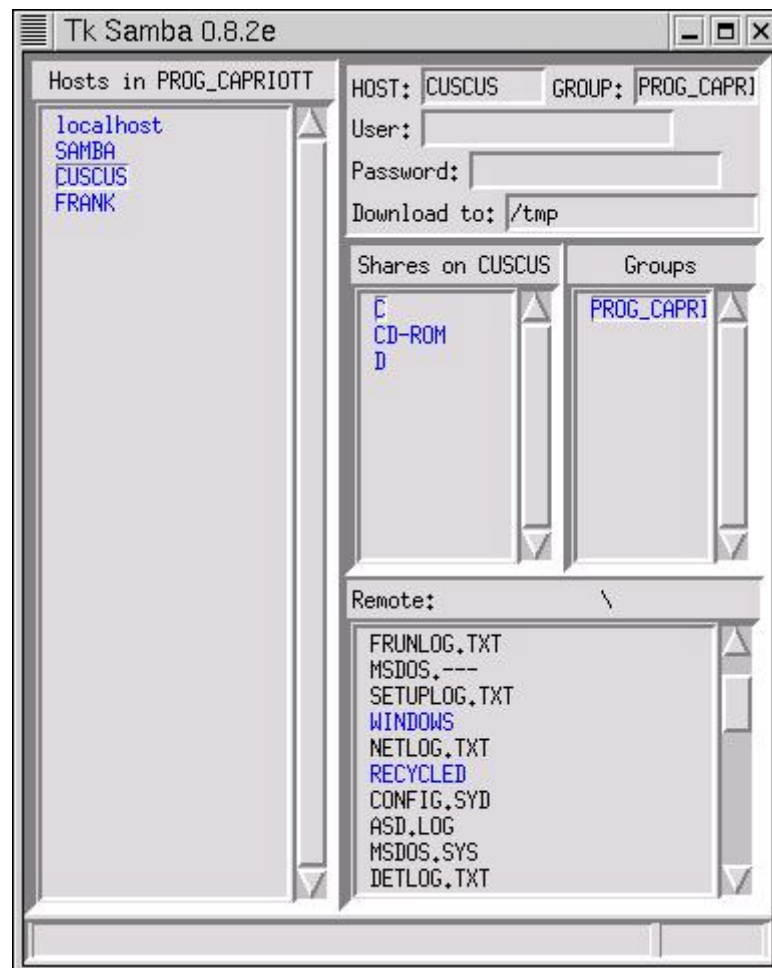 Tk Samba 0.8.2e
Hosts in PROG_CAPRIOTT
localhost
SAMBA
CUSCUS
FRANK
HOST: CUSCUS GROUP: PROG_CAPRI
User:
Password:
Download to: /tmp
Shares on CUSCUS
C
CD-ROM
D
Groups
PROG_CAPRI
Remote: \
FRUNLOG.TXT
MSDOS.---
SETUPLOG.TXT
WINDOWS
NETLOG.TXT
RECYCLED
CONFIG.SYD
ASD.LOG
MSDOS.SYS
DETLOG.TXT